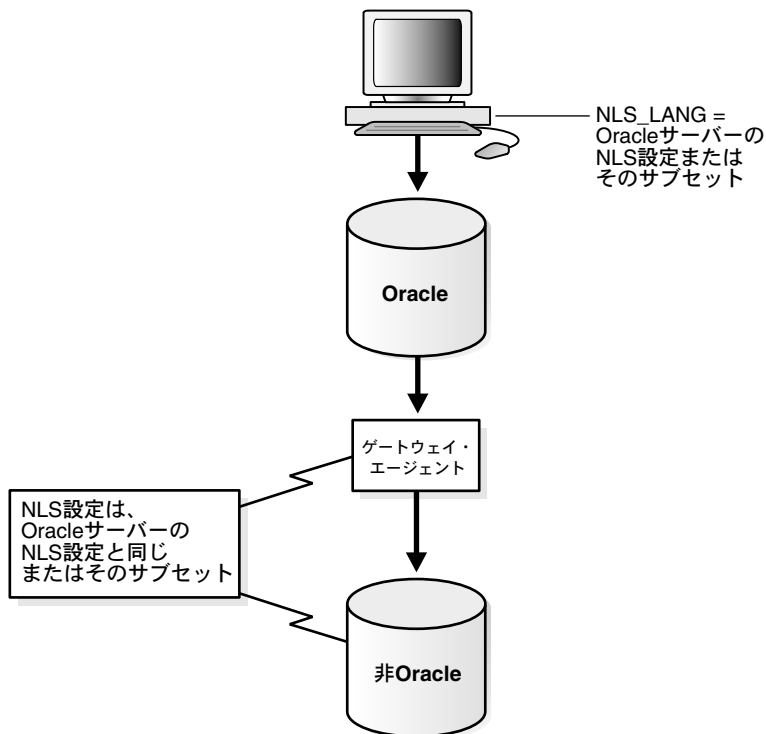 NLS_LANG =
Oracleサーバーの
NLS設定または
そのサブセット
Oracle
ゲートウェイ・
エージェント
NLS設定は、
Oracleサーバーの
NLS設定と同じ
またはそのサブセット
非Oracle